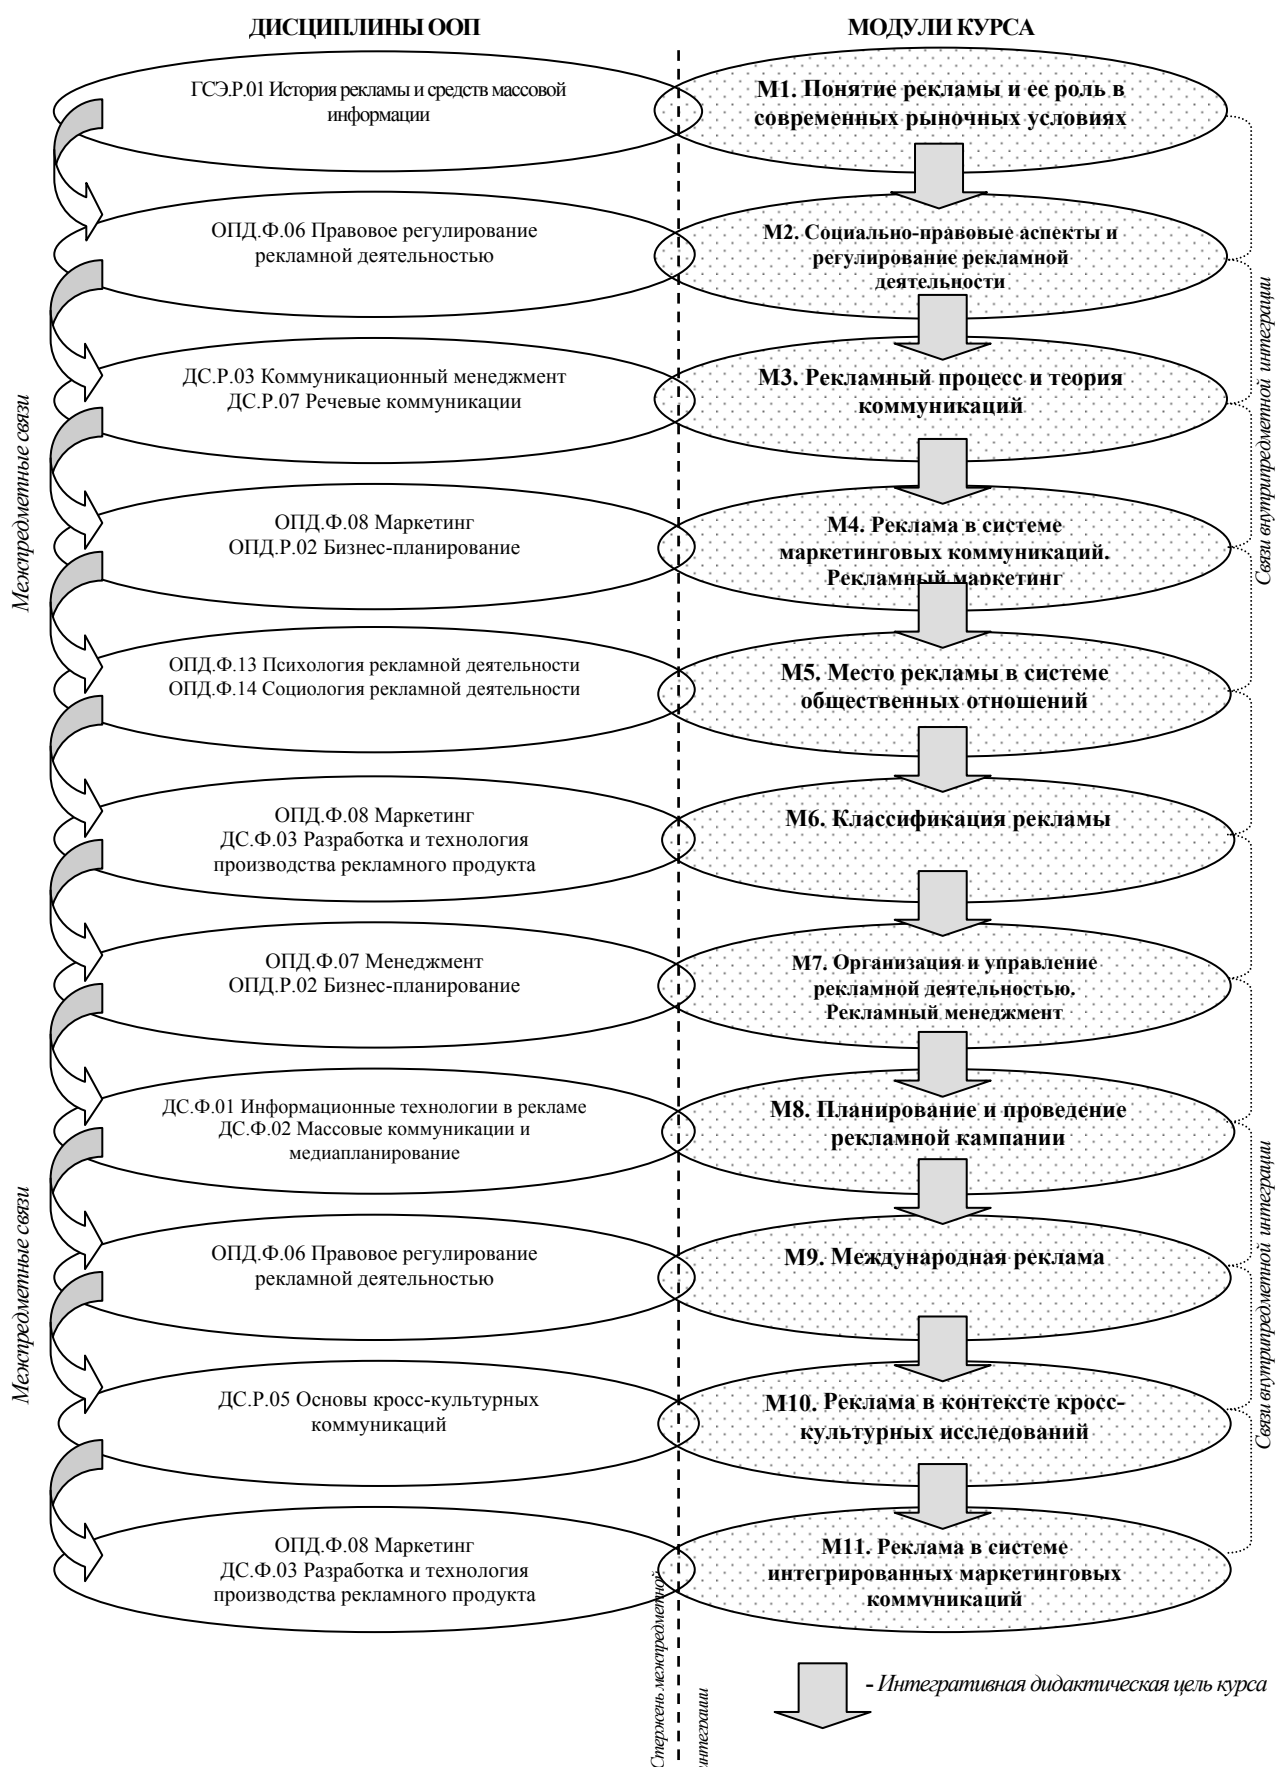 ДИСЦИПЛИНЫ ООП
МОДУЛИ КУРСА
ГСЭ.Р.01 История рекламы и средств массовой
информации
М1. Понятие рекламы и ее роль в
современных рыночных условиях
ОПД.Ф.06 Правовое регулирование
рекламной деятельностью
М2. Социально-правовые аспекты и
регулирование рекламной
деятельности
ДС.Р.03 Коммуникационный менеджмент
ДС.Р.07 Речевые коммуникации
М3. Рекламный процесс и теория
коммуникаций
ОПД.Ф.08 Маркетинг
ОПД.Р.02 Бизнес-планирование
М4. Реклама в системе
маркетинговых коммуникаций.
Рекламный маркетинг
ОПД.Ф.13 Психология рекламной деятельности
ОПД.Ф.14 Социология рекламной деятельности
М5. Место рекламы в системе
общественных отношений
ОПД.Ф.08 Маркетинг
ДС.Ф.03 Разработка и технология
производства рекламного продукта
М6. Классификация рекламы
ОПД.Ф.07 Менеджмент
ОПД.Р.02 Бизнес-планирование
М7. Организация и управление
рекламной деятельностью.
Рекламный менеджмент
ДС.Ф.01 Информационные технологии в рекламе
ДС.Ф.02 Массовые коммуникации и
медиапланирование
М8. Планирование и проведение
рекламной кампании
ОПД.Ф.06 Правовое регулирование
рекламной деятельностью
М9. Международная реклама
ДС.Р.05 Основы кросс-культурных
коммуникаций
М10. Реклама в контексте кросс-
культурных исследований
ОПД.Ф.08 Маркетинг
ДС.Ф.03 Разработка и технология
производства рекламного продукта
М11. Реклама в системе
интегрированных маркетинговых
коммуникаций
Межпредметные связи
Межпредметные связи
Связи внутрипредметной интеграции
Связи внутрипредметной интеграции
Стержень межпредметной
интеграции
- Интегративная дидактическая цель курса